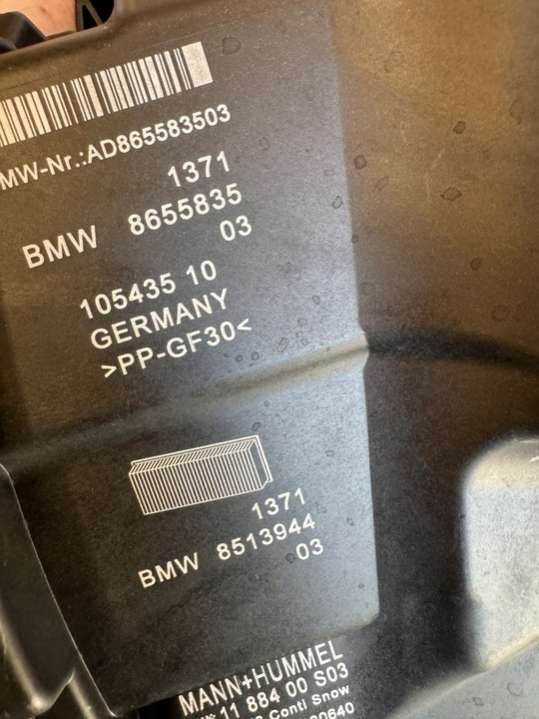 MW-Nr.:AD865583503
1371
BMW 8655835
03
105435 10
GERMANY
>PP-GF30<
1371
BMW 8513944
03
MANN+HUMMEL
11 884 00 S03
Conti Snow